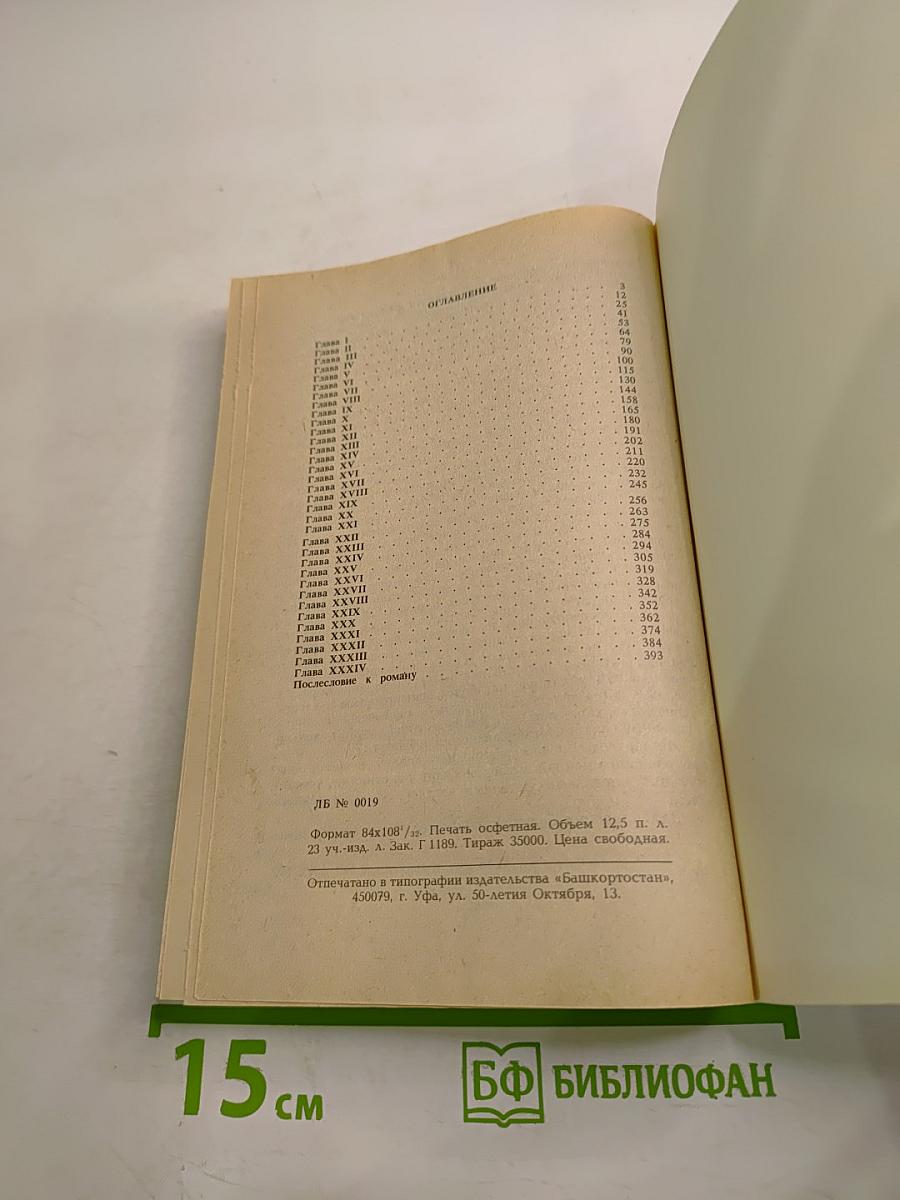 ОГЛАВЛЕНИЕ
Глава I . . . 3
Глава II . . . 12
Глава III . . . 25
Глава IV . . . 41
Глава V . . . 53
Глава VI . . . 64
Глава VII . . . 79
Глава VIII . . . 90
Глава IX . . . 100
Глава X . . . 115
Глава XI . . . 130
Глава XII . . . 144
Глава XIII . . . 158
Глава XIV . . . 165
Глава XV . . . 180
Глава XVI . . . 191
Глава XVII . . . 202
Глава XVIII . . . 211
Глава XIX . . . 220
Глава XX . . . 232
Глава XXI . . . 245
Глава XXII . . . 256
Глава XXIII . . . 263
Глава XXIV . . . 275
Глава XXV . . . 284
Глава XXVI . . . 294
Глава XXVII . . . 305
Глава XXVIII . . . 319
Глава XXIX . . . 328
Глава XXX . . . 342
Глава XXXI . . . 352
Глава XXXII . . . 362
Глава XXXIII . . . 374
Глава XXXIV . . . 384
Послесловие к роману . . . 393
ЛБ № 0019
Формат 84х108¹/₃₂. Печать осфетная. Объем 12,5 п. л.
23 уч.-изд. л. Зак. Г 1189. Тираж 35000. Цена свободная.
Отпечатано в типографии издательства «Башкортостан»,
450079, г. Уфа, ул. 50-летия Октября, 13.
15 см
БФ БИБЛИОФАН